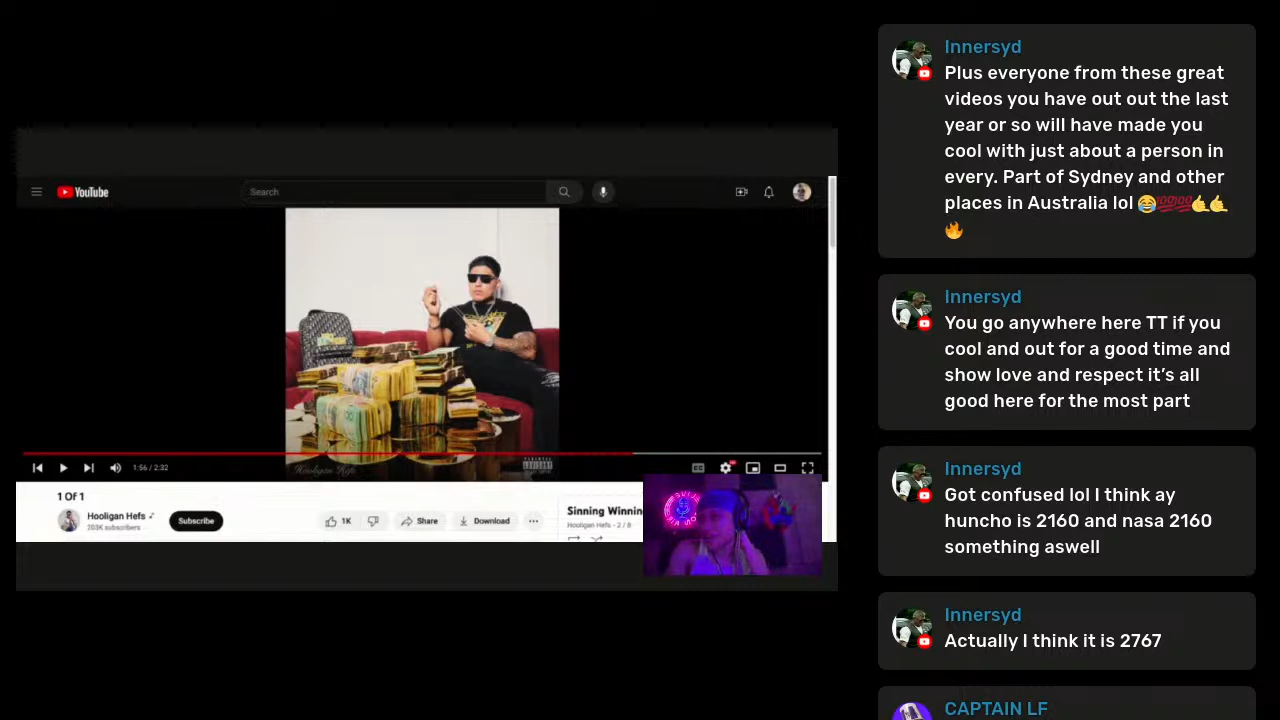 YouTube
Search
1:56 / 2:32
1 Of 1
Hooligan Hefs
203K subscribers
Subscribe
1K
Share
Download
Sinning Winnin
Hooligan Hefs - 2 / 8
Hooligan Hefs
ADVISORY
Innersyd
Plus everyone from these great
videos you have out out the last
year or so will have made you
cool with just about a person in
every. Part of Sydney and other
places in Australia lol 😂💯💯🤙🤙
🔥
Innersyd
You go anywhere here TT if you
cool and out for a good time and
show love and respect it’s all
good here for the most part
Innersyd
Got confused lol I think ay
huncho is 2160 and nasa 2160
something aswell
Innersyd
Actually I think it is 2767
CAPTAIN LF